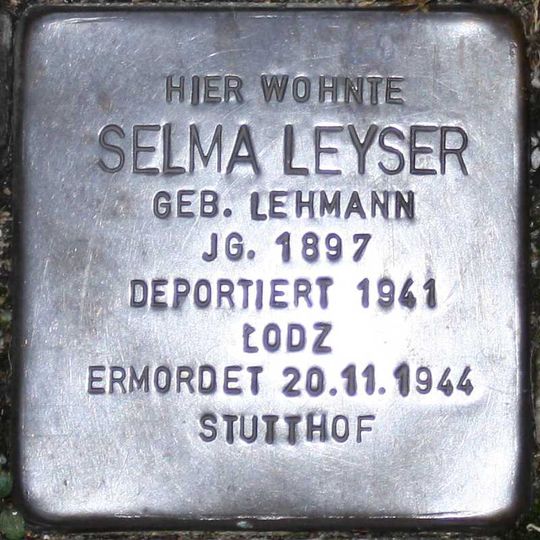 HIER WOHNTE
SELMA LEYSER
GEB. LEHMANN
JG. 1897
DEPORTIERT 1941
ŁODZ
ERMORDET 20.11.1944
STUTTHOF